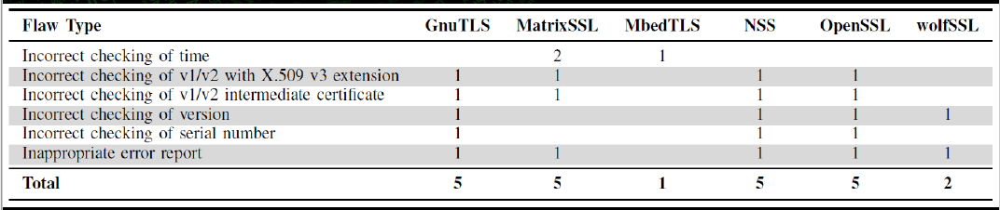 Flaw Type GnuTLS MatrixSSL MbedTLS NSS OpenSSL wolfSSL
Incorrect checking of time 2 1
Incorrect checking of v1/v2 with X.509 v3 extension 1 1 1 1
Incorrect checking of v1/v2 intermediate certificate 1 1 1 1
Incorrect checking of version 1 1 1 1
Incorrect checking of serial number 1 1 1
Inappropriate error report 1 1 1 1 1
Total 5 5 1 5 5 2